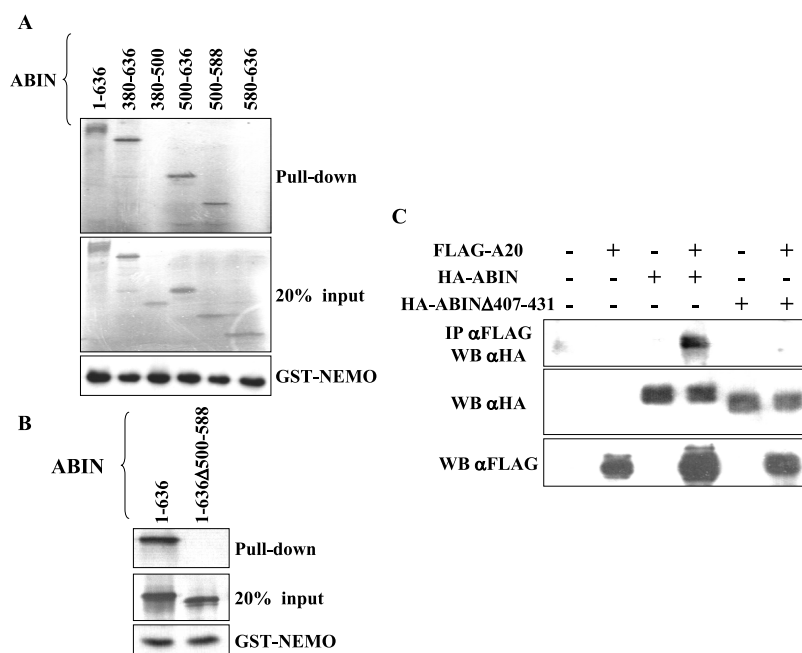 A
ABIN
1-636
380-636
380-500
500-636
500-588
580-636
Pull-down
20% input
GST-NEMO
B
ABIN
1-636
1-636Δ500-588
Pull-down
20% input
GST-NEMO
C
FLAG-A20 - + - + - +
HA-ABIN - - + + - -
HA-ABINΔ407-431 - - - - + +
IP αFLAG
WB αHA
WB αHA
WB αFLAG